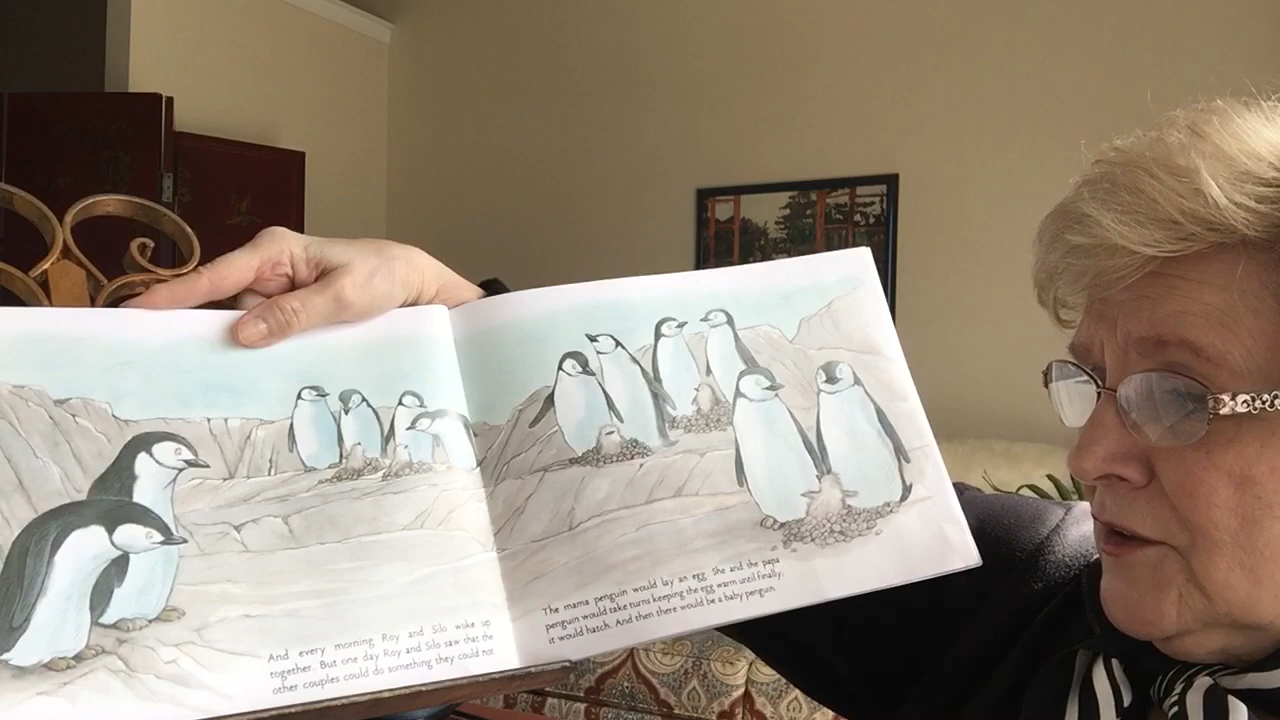 And every morning Roy and Silo woke up
together. But one day Roy and Silo saw that the
other couples could do something they could not
The mama penguin would lay an egg. She and the papa
penguin would take turns keeping the egg warm until finally,
it would hatch. And then there would be a baby penguin.